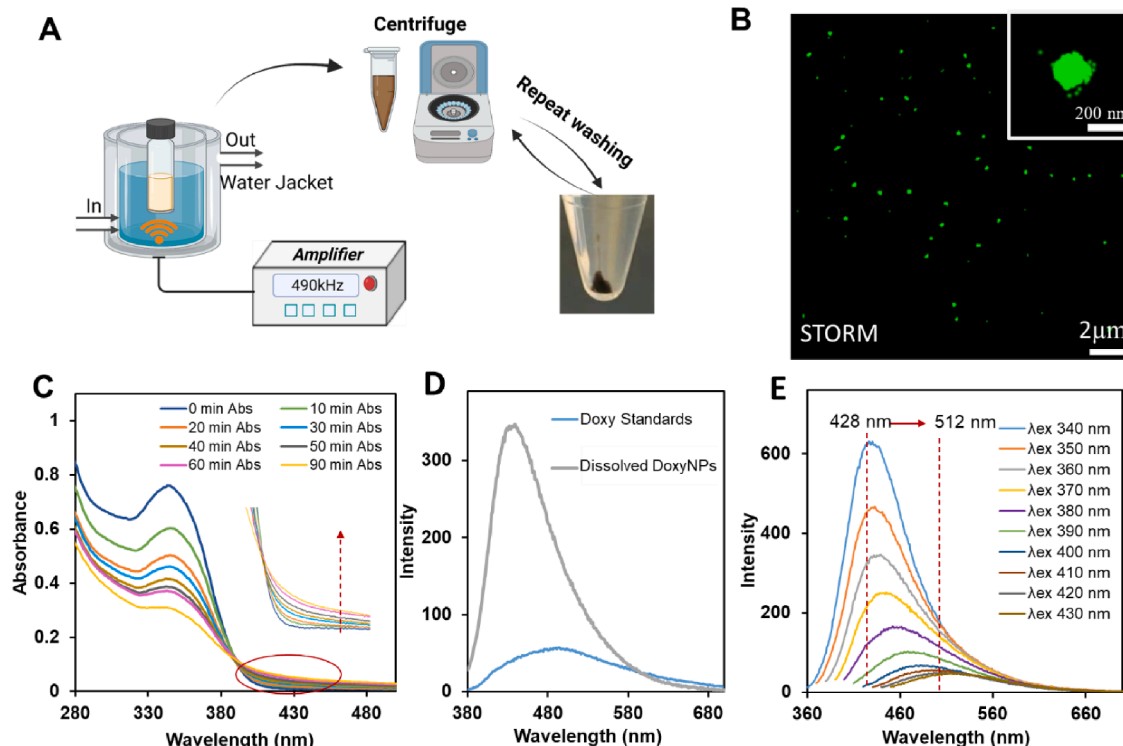 A
Centrifuge
Repeat washing
Out
Water Jacket
In
Amplifier
490kHz
B
200 nm
STORM
2μm
C
0 min Abs
10 min Abs
20 min Abs
30 min Abs
40 min Abs
50 min Abs
60 min Abs
90 min Abs
1
0.8
0.6
0.4
0.2
0
Absorbance
280
330
380
430
480
Wavelength (nm)
D
Doxy Standards
Dissolved DoxyNPs
300
200
100
0
Intensity
380
480
580
680
Wavelength (nm)
E
428 nm
512 nm
λex 340 nm
λex 350 nm
λex 360 nm
λex 370 nm
λex 380 nm
λex 390 nm
λex 400 nm
λex 410 nm
λex 420 nm
λex 430 nm
600
400
200
0
Intensity
360
460
560
660
Wavelength (nm)